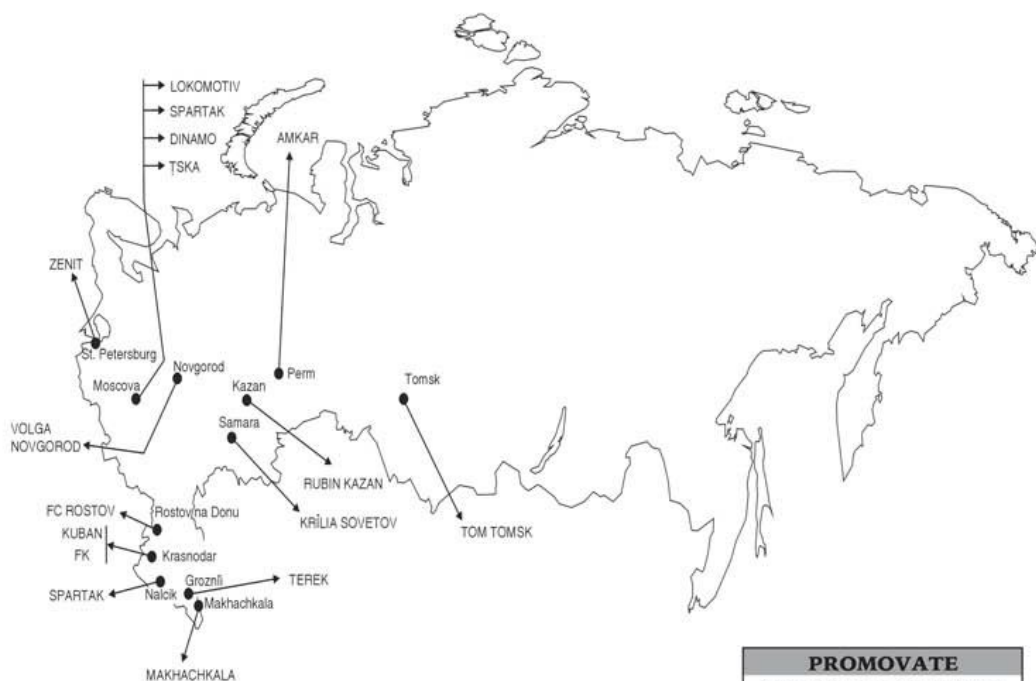 LOKOMOTIV
SPARTAK
DINAMO
ȚSKA
AMKAR
ZENIT
St. Petersburg
Moscova
Novgorod
Kazan
Perm
Tomsk
Samara
VOLGA
NOVGOROD
RUBIN KAZAN
KRÎLIA SOVETOV
TOM TOMSK
FC ROSTOV
Rostov na Donu
KUBAN
FK
Krasnodar
SPARTAK
Nalcik
Groznîi
TEREK
Makhachkala
MAKHACHKALA
PROMOVATE